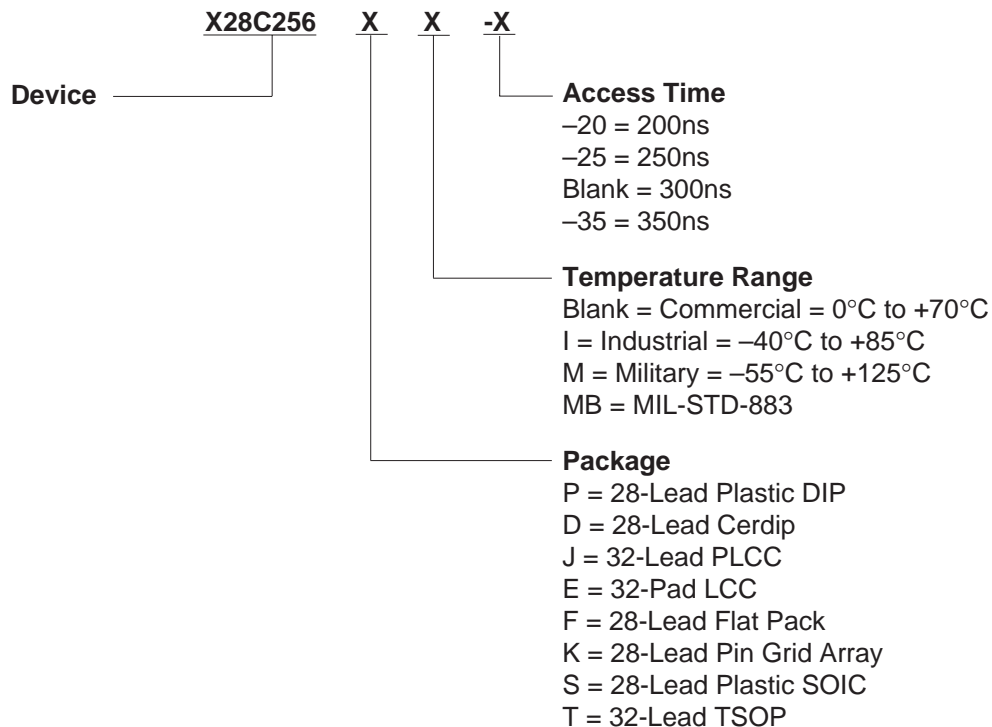 X28C256 X X -X
Device
Access Time
–20 = 200ns
–25 = 250ns
Blank = 300ns
–35 = 350ns
Temperature Range
Blank = Commercial = 0°C to +70°C
I = Industrial = –40°C to +85°C
M = Military = –55°C to +125°C
MB = MIL-STD-883
Package
P = 28-Lead Plastic DIP
D = 28-Lead Cerdip
J = 32-Lead PLCC
E = 32-Pad LCC
F = 28-Lead Flat Pack
K = 28-Lead Pin Grid Array
S = 28-Lead Plastic SOIC
T = 32-Lead TSOP